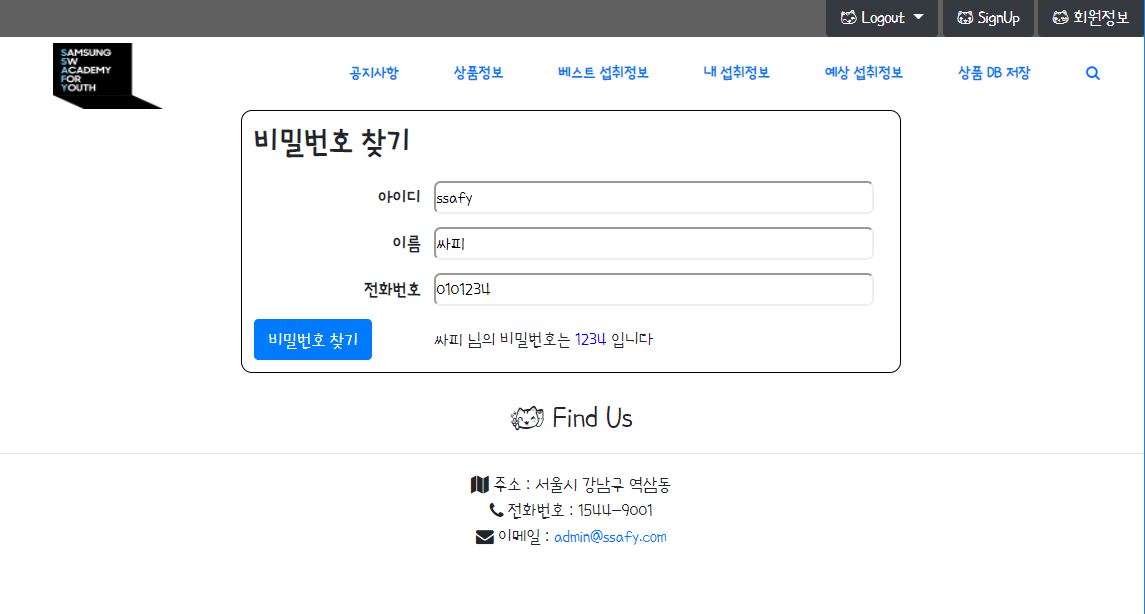 Logout SignUp 회원정보
SAMSUNG
SW
ACADEMY
FOR
YOUTH
공지사항 상품정보 베스트 섭취정보 내 섭취정보 예상 섭취정보 상품 DB 저장
비밀번호 찾기
아이디 ssafy
이름 싸피
전화번호 0101234
비밀번호 찾기 싸피 님의 비밀번호는 1234 입니다
Find Us
주소 : 서울시 강남구 역삼동
전화번호 : 1544-9001
이메일 : admin@ssafy.com